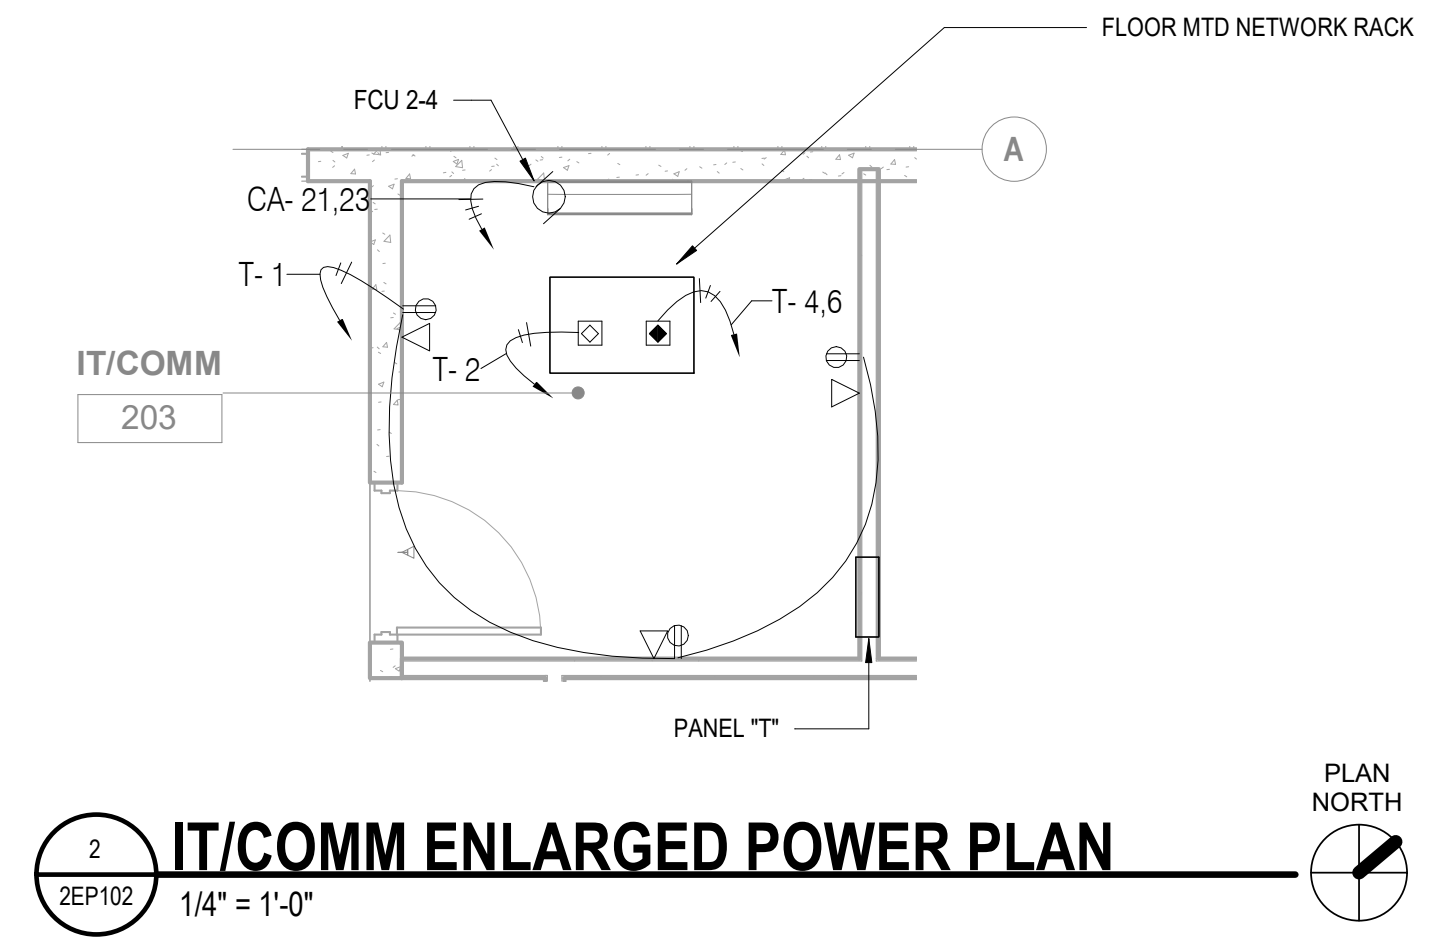 FLOOR MTD NETWORK RACK
FCU 2-4
A
CA- 21,23
T- 1
T- 4,6
IT/COMM
T- 2
203
PANEL "T"
PLAN
NORTH
2
IT/COMM ENLARGED POWER PLAN
2EP102
1/4" = 1'-0"